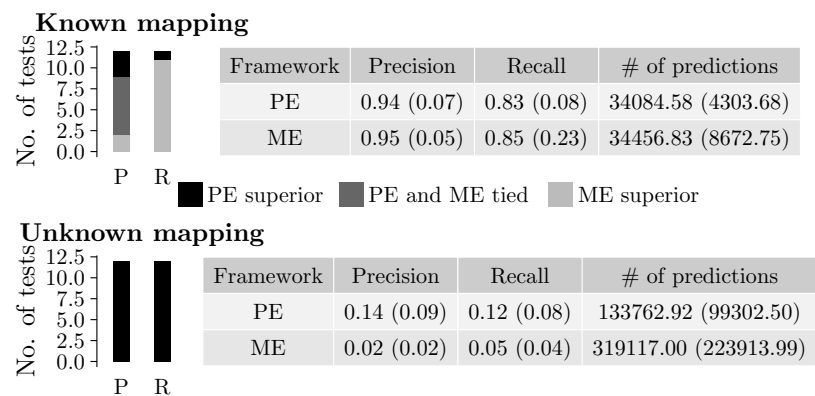 Known mapping
No. of tests
12.5
10.0
7.5
5.0
2.5
0.0
P R
Framework Precision Recall # of predictions
PE 0.94 (0.07) 0.83 (0.08) 34084.58 (4303.68)
ME 0.95 (0.05) 0.85 (0.23) 34456.83 (8672.75)
PE superior PE and ME tied ME superior
Unknown mapping
No. of tests
12.5
10.0
7.5
5.0
2.5
0.0
P R
Framework Precision Recall # of predictions
PE 0.14 (0.09) 0.12 (0.08) 133762.92 (99302.50)
ME 0.02 (0.02) 0.05 (0.04) 319117.00 (223913.99)